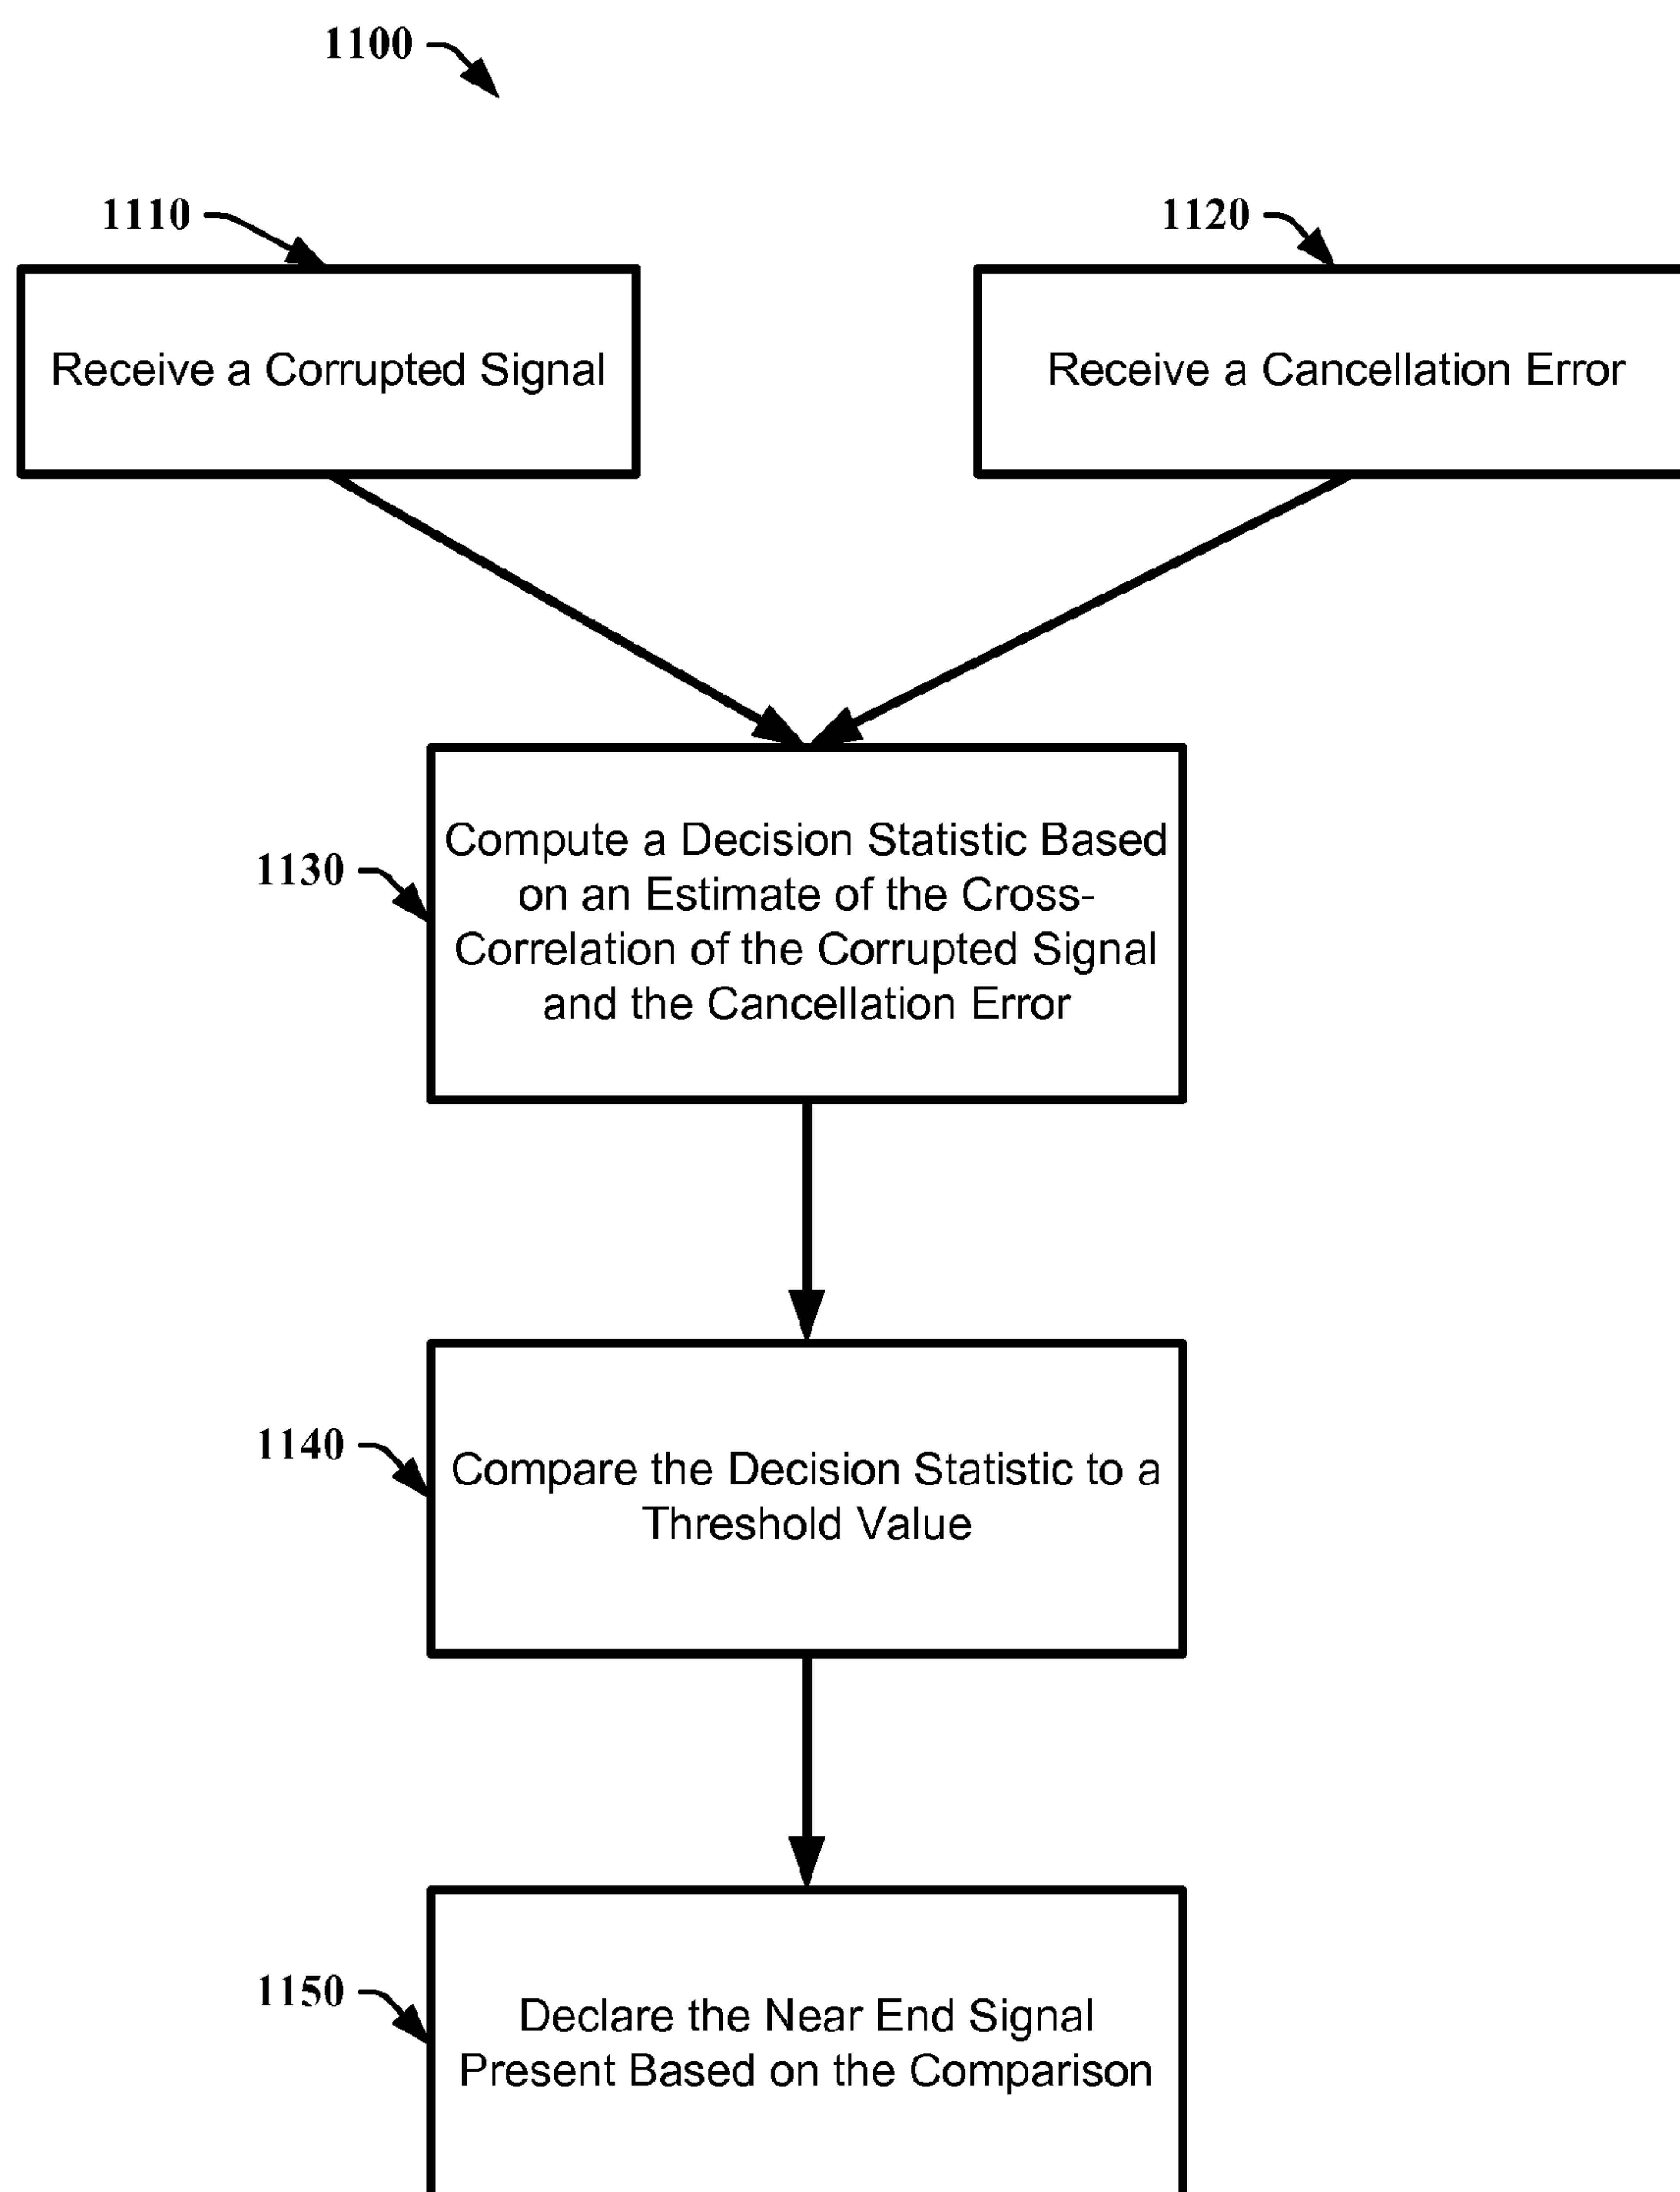 1100
1110
1120
Receive a Corrupted Signal
Receive a Cancellation Error
1130
Compute a Decision Statistic Based
on an Estimate of the Cross-
Correlation of the Corrupted Signal
and the Cancellation Error
1140
Compare the Decision Statistic to a
Threshold Value
1150
Declare the Near End Signal
Present Based on the Comparison